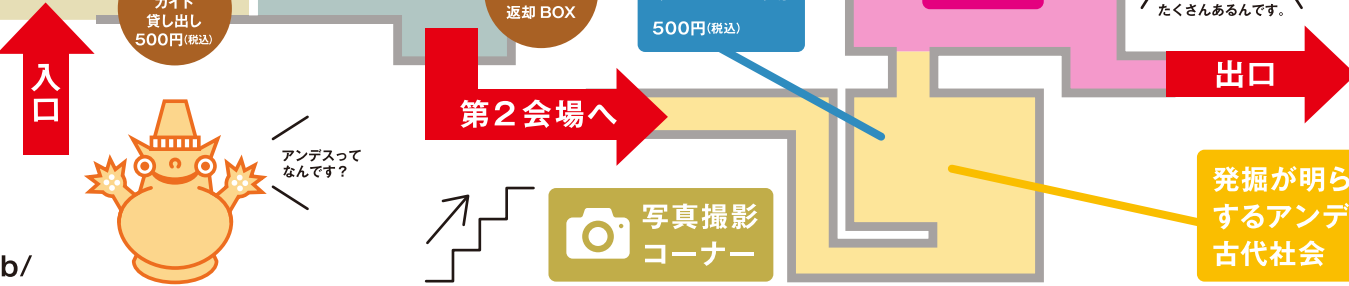 ガイド
貸し出し
500円(税込)
返却 BOX
500円(税込)
たくさんあるんです。
入口
出口
第2会場へ
アンデスって
なんです？
写真撮影
コーナー
発掘が明ら
するアンデ
古代社会
b/